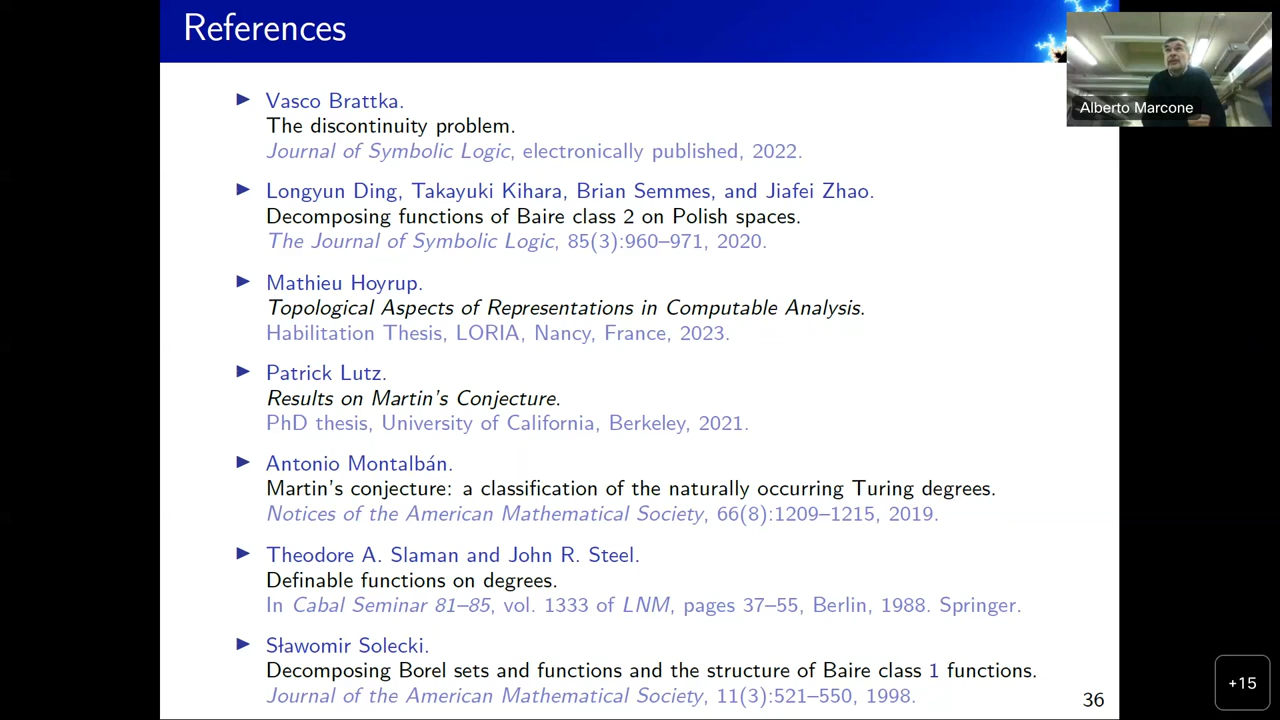 References
Alberto Marcone
Vasco Brattka.
The discontinuity problem.
Journal of Symbolic Logic, electronically published, 2022.
Longyun Ding, Takayuki Kihara, Brian Semmes, and Jiafei Zhao.
Decomposing functions of Baire class 2 on Polish spaces.
The Journal of Symbolic Logic, 85(3):960–971, 2020.
Mathieu Hoyrup.
Topological Aspects of Representations in Computable Analysis.
Habilitation Thesis, LORIA, Nancy, France, 2023.
Patrick Lutz.
Results on Martin's Conjecture.
PhD thesis, University of California, Berkeley, 2021.
Antonio Montalbán.
Martin's conjecture: a classification of the naturally occurring Turing degrees.
Notices of the American Mathematical Society, 66(8):1209–1215, 2019.
Theodore A. Slaman and John R. Steel.
Definable functions on degrees.
In Cabal Seminar 81–85, vol. 1333 of LNM, pages 37–55, Berlin, 1988. Springer.
Sławomir Solecki.
Decomposing Borel sets and functions and the structure of Baire class 1 functions.
Journal of the American Mathematical Society, 11(3):521–550, 1998.
36
+15